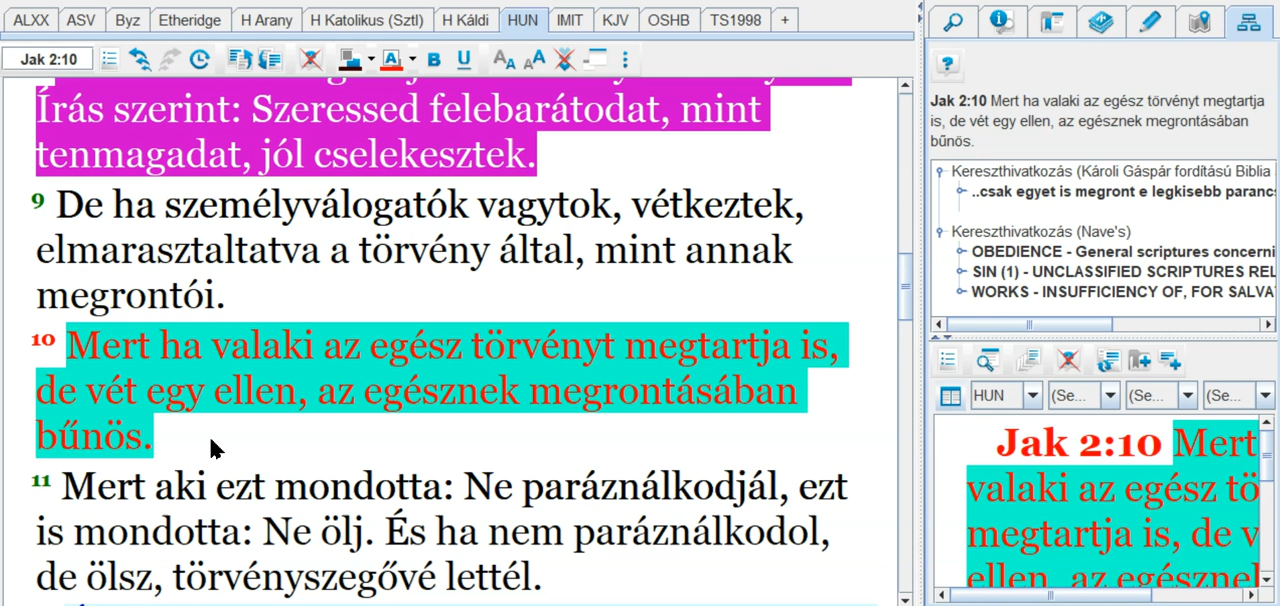 ALXX ASV Byz Etheridge H Arany H Katolikus (Sztl) H Káldi HUN IMIT KJV OSHB TS1998 +
Jak 2:10
Írás szerint: Szeressed felebarátodat, mint
tenmagadat, jól cselekesztek.
9 De ha személyválogatók vagytok, vétkeztek,
elmarasztaltatva a törvény által, mint annak
megrontói.
10 Mert ha valaki az egész törvényt megtartja is,
de vét egy ellen, az egésznek megrontásában
bűnös.
11 Mert aki ezt mondotta: Ne paráználkodjál, ezt
is mondotta: Ne ölj. És ha nem paráználkodol,
de ölsz, törvényszegővé lettél.
Jak 2:10 Mert ha valaki az egész törvényt megtartja
is, de vét egy ellen, az egésznek megrontásában
bűnös.
Kereszthivatkozás (Károli Gáspár fordítású Biblia
..csak egyet is megront e legkisebb paranc
Kereszthivatkozás (Nave's)
OBEDIENCE - General scriptures concerni
SIN (1) - UNCLASSIFIED SCRIPTURES REL
WORKS - INSUFFICIENCY OF, FOR SALVA
HUN (Se... (Se... (Se...
Jak 2:10 Mert
valaki az egész tö
megtartja is, de v
ellen, az egésznek